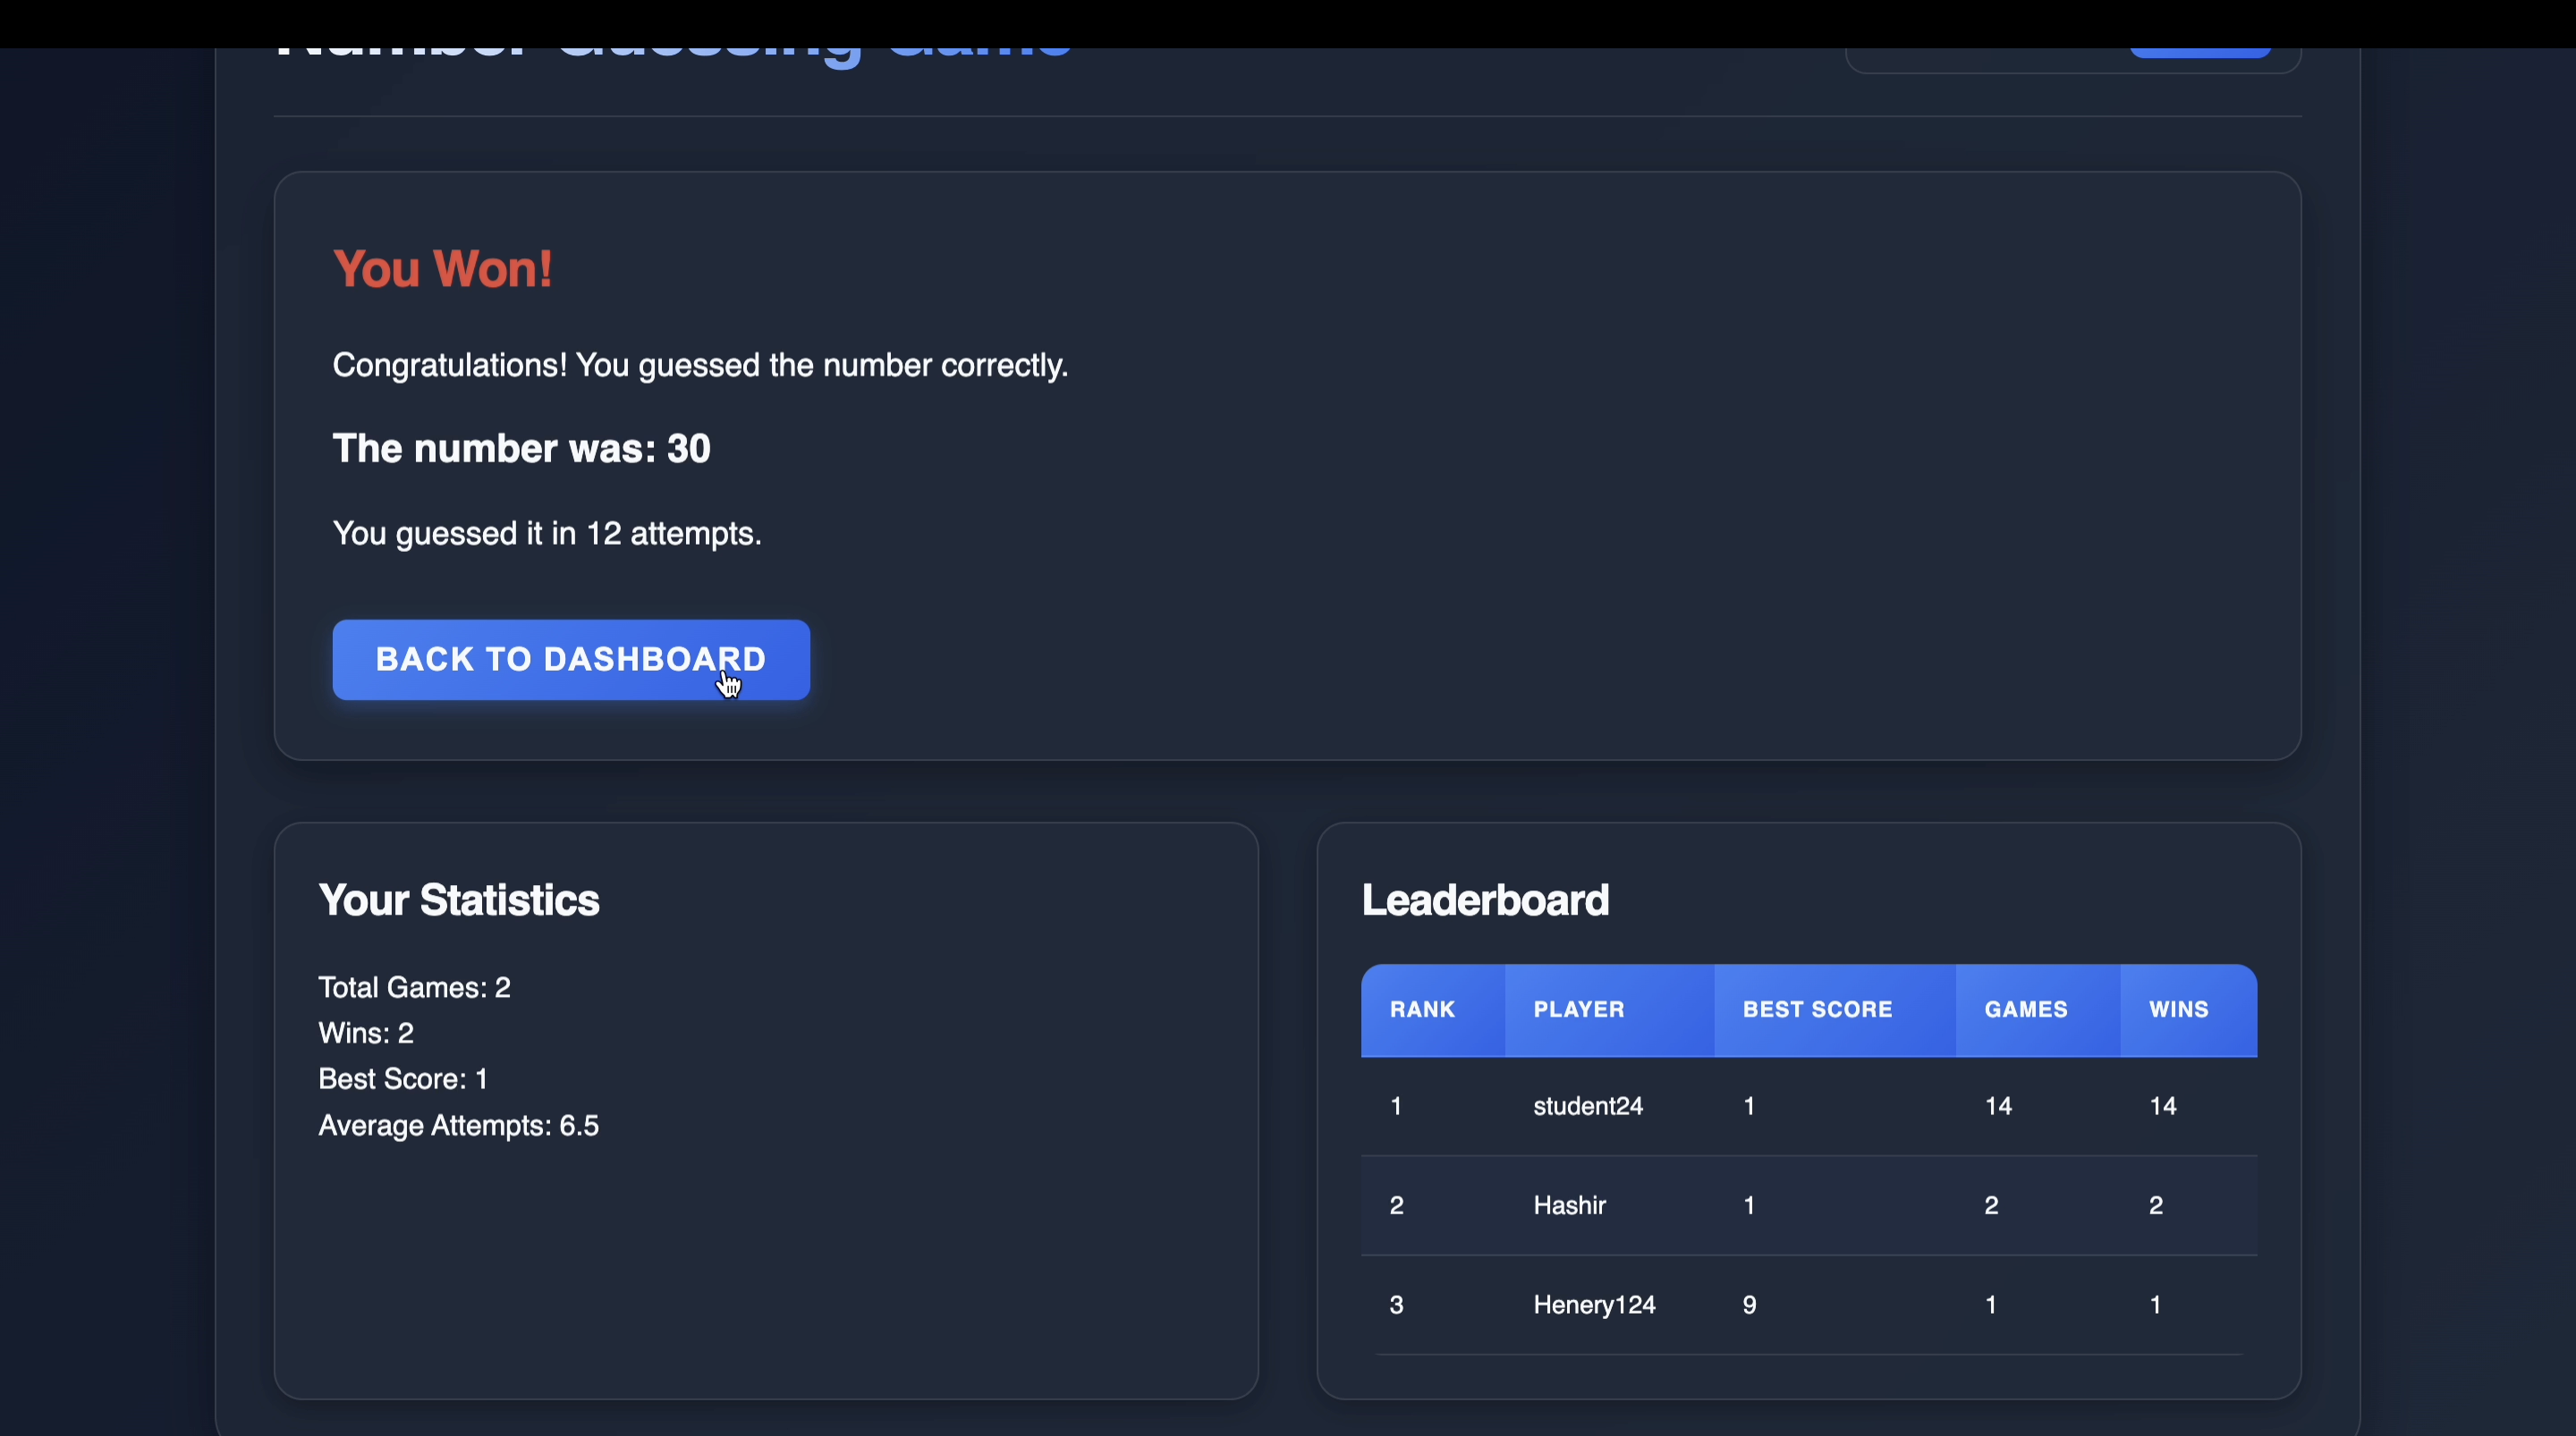 Number Guessing Game
You Won!
Congratulations! You guessed the number correctly.
The number was: 30
You guessed it in 12 attempts.
BACK TO DASHBOARD
Your Statistics
Total Games: 2
Wins: 2
Best Score: 1
Average Attempts: 6.5
Leaderboard
RANK PLAYER BEST SCORE GAMES WINS
1 student24 1 14 14
2 Hashir 1 2 2
3 Henery124 9 1 1